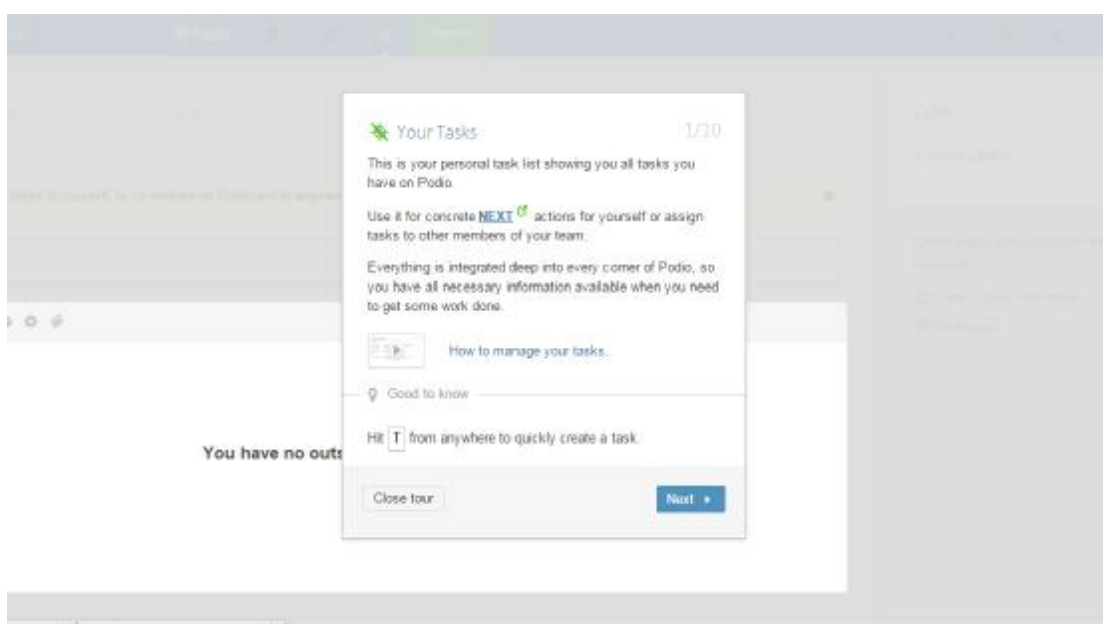 Your Tasks 1/10
This is your personal task list showing you all tasks you
have on Podio.
Use it for concrete NEXT actions for yourself or assign
tasks to other members of your team.
Everything is integrated deep into every corner of Podio, so
you have all necessary information available when you need
to get some work done.
How to manage your tasks.
Good to know
Hit T from anywhere to quickly create a task.
You have no outs
Close tour
Next